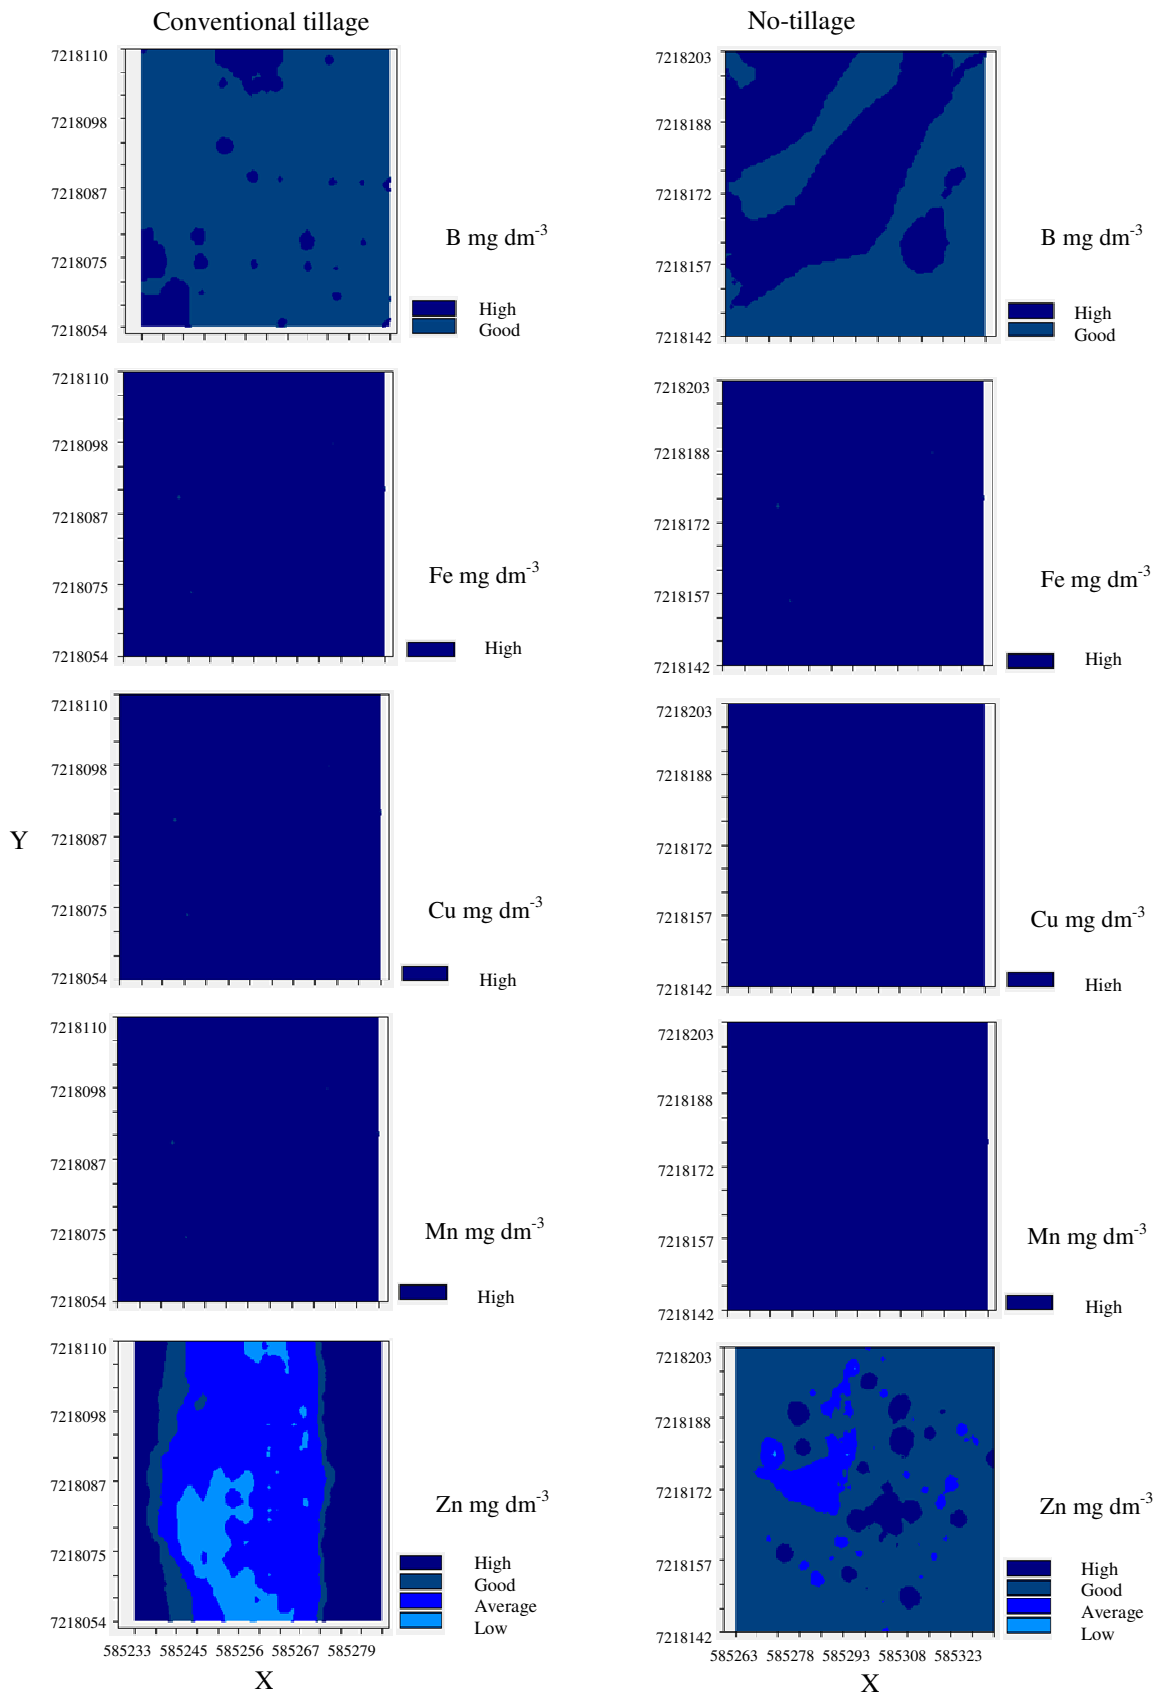 Conventional tillage
No-tillage
7218110
7218098
7218087
7218075
7218054
B mg dm-3
High
Good
7218203
7218188
7218172
7218157
7218142
B mg dm-3
High
Good
7218110
7218098
7218087
7218075
7218054
Fe mg dm-3
High
7218203
7218188
7218172
7218157
7218142
Fe mg dm-3
High
Y
7218110
7218098
7218087
7218075
7218054
Cu mg dm-3
High
7218203
7218188
7218172
7218157
7218142
Cu mg dm-3
High
7218110
7218098
7218087
7218075
7218054
Mn mg dm-3
High
7218203
7218188
7218172
7218157
7218142
Mn mg dm-3
High
7218110
7218098
7218087
7218075
7218054
Zn mg dm-3
High
Good
Average
Low
585233 585245 585256 585267 585279
X
7218203
7218188
7218172
7218157
7218142
Zn mg dm-3
High
Good
Average
Low
585263 585278 585293 585308 585323
X